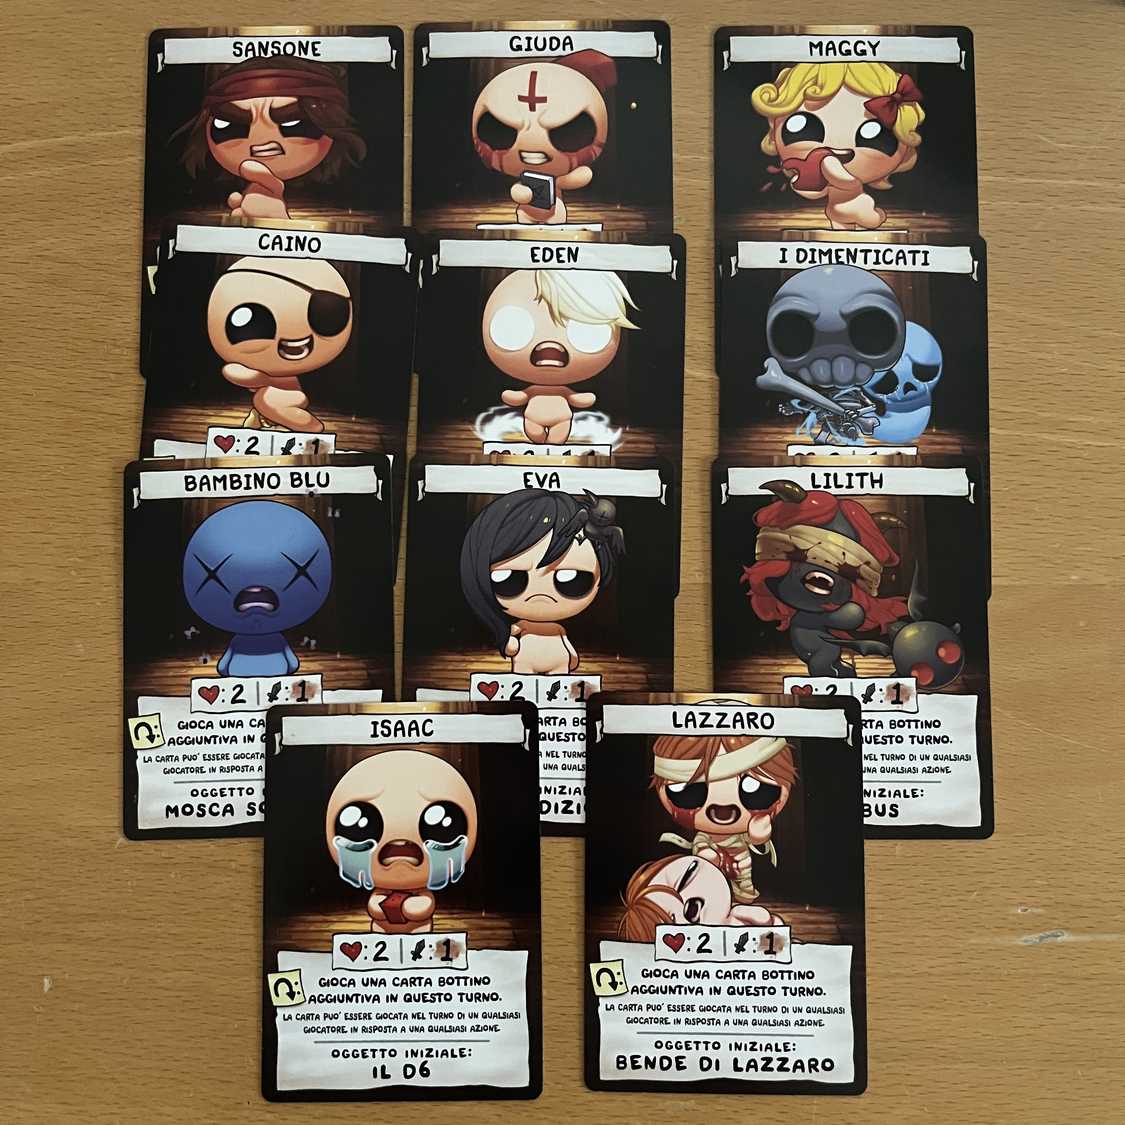 SANSONE
GIUDA
MAGGY
CAINO
EDEN
I DIMENTICATI
:2 | :1
BAMBINO BLU
EVA
LILITH
:2 | :1
:2 | :1
:2 | :1
GIOCA UNA
AGGIUNTIVA IN
LA CARTA PUO' ESSERE GIOCATA
GIOCATORE IN RISPOSTA A
OGGETTO
MOSCA
BOTTINO
QUESTO TURNO.
NEL TURNO DI UN QUALSIASI
UNA QUALSIASI AZIONE
ISAAC
:2 | :1
GIOCA UNA CARTA BOTTINO
AGGIUNTIVA IN QUESTO TURNO.
LA CARTA PUO' ESSERE GIOCATA NEL TURNO DI UN QUALSIASI
GIOCATORE IN RISPOSTA A UNA QUALSIASI AZIONE
OGGETTO INIZIALE:
IL D6
LAZZARO
:2 | :1
GIOCA UNA CARTA BOTTINO
AGGIUNTIVA IN QUESTO TURNO.
LA CARTA PUO' ESSERE GIOCATA NEL TURNO DI UN QUALSIASI
GIOCATORE IN RISPOSTA A UNA QUALSIASI AZIONE
OGGETTO INIZIALE:
BENDE DI LAZZARO